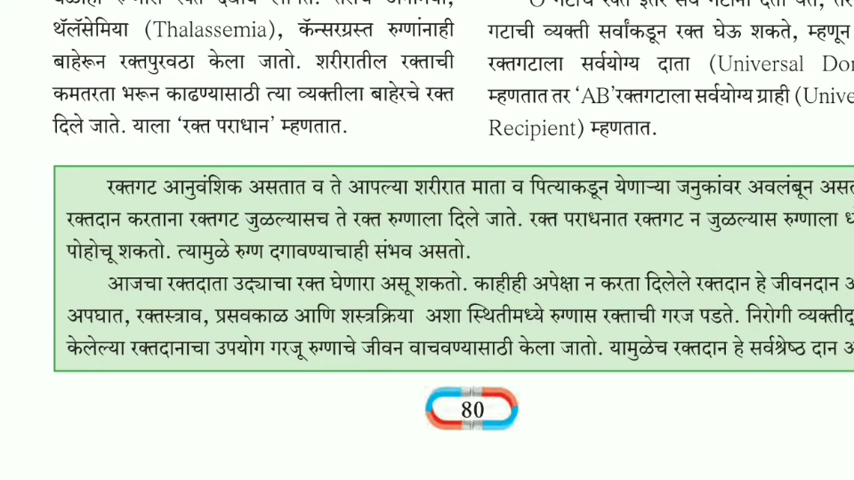 थॅलॅसेमिया (Thalassemia), कॅन्सरग्रस्त रुग्णांनाही
बाहेरून रक्तपुरवठा केला जातो. शरीरातील रक्ताची
कमतरता भरून काढण्यासाठी त्या व्यक्तीला बाहेरचे रक्त
दिले जाते. याला ‘रक्त पराधान’ म्हणतात.
गटाची व्यक्ती सर्वांकडून रक्त घेऊ शकते, म्हणून
रक्तगटाला सर्वयोग्य दाता (Universal
म्हणतात तर ‘AB’रक्तगटाला सर्वयोग्य ग्राही
Recipient) म्हणतात.
रक्तगट आनुवंशिक असतात व ते आपल्या शरीरात माता व पित्याकडून येणाऱ्या जनुकांवर अवलंबून
रक्तदान करताना रक्तगट जुळल्यासच ते रक्त रुग्णाला दिले जाते. रक्त पराधनात रक्तगट न जुळल्यास रुग्णाला
पोहोचू शकतो. त्यामुळे रुग्ण दगावण्याचाही संभव असतो.
आजचा रक्तदाता उद्याचा रक्त घेणारा असू शकतो. काहीही अपेक्षा न करता दिलेले रक्तदान हे जीवनदान
अपघात, रक्तस्त्राव, प्रसवकाळ आणि शस्त्रक्रिया अशा स्थितीमध्ये रुग्णास रक्ताची गरज पडते. निरोगी
केलेल्या रक्तदानाचा उपयोग गरजू रुग्णाचे जीवन वाचवण्यासाठी केला जातो. यामुळेच रक्तदान हे सर्वश्रेष्ठ दान
80